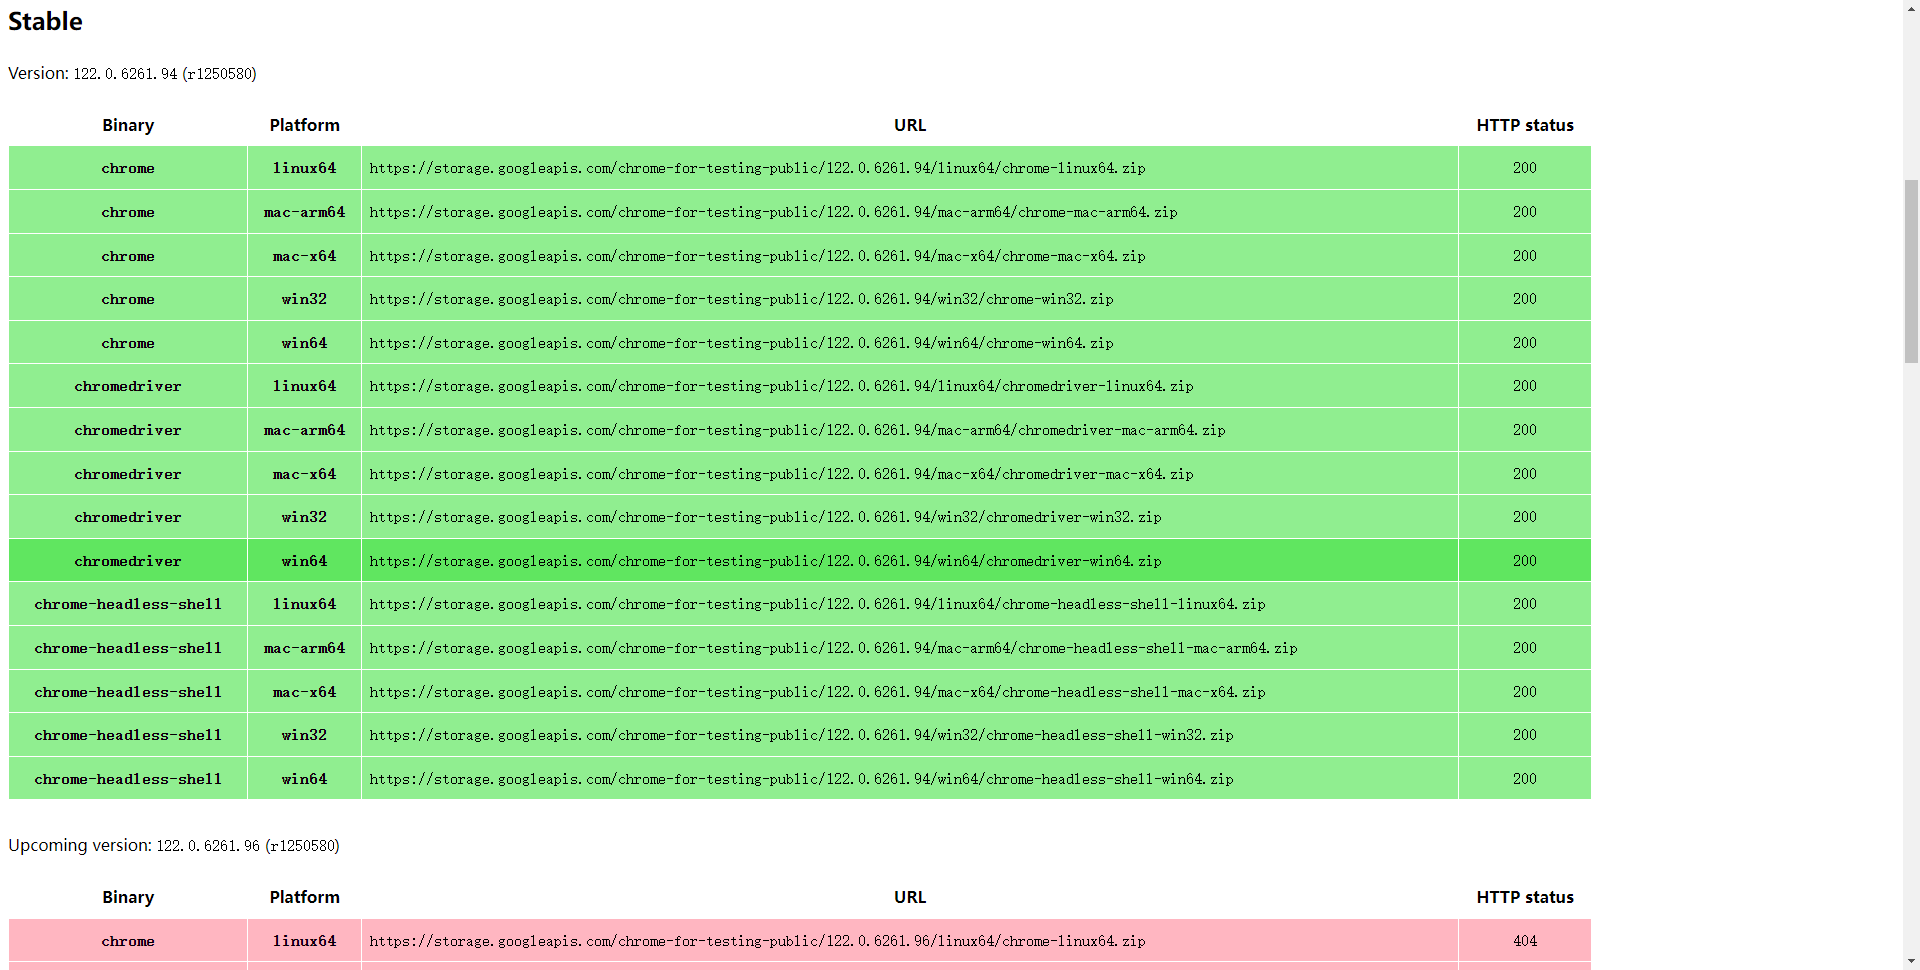 Stable
Version: 122.0.6261.94 (r1250580)
Binary Platform URL HTTP status
chrome linux64 https://storage.googleapis.com/chrome-for-testing-public/122.0.6261.94/linux64/chrome-linux64.zip 200
chrome mac-arm64 https://storage.googleapis.com/chrome-for-testing-public/122.0.6261.94/mac-arm64/chrome-mac-arm64.zip 200
chrome mac-x64 https://storage.googleapis.com/chrome-for-testing-public/122.0.6261.94/mac-x64/chrome-mac-x64.zip 200
chrome win32 https://storage.googleapis.com/chrome-for-testing-public/122.0.6261.94/win32/chrome-win32.zip 200
chrome win64 https://storage.googleapis.com/chrome-for-testing-public/122.0.6261.94/win64/chrome-win64.zip 200
chromedriver linux64 https://storage.googleapis.com/chrome-for-testing-public/122.0.6261.94/linux64/chromedriver-linux64.zip 200
chromedriver mac-arm64 https://storage.googleapis.com/chrome-for-testing-public/122.0.6261.94/mac-arm64/chromedriver-mac-arm64.zip 200
chromedriver mac-x64 https://storage.googleapis.com/chrome-for-testing-public/122.0.6261.94/mac-x64/chromedriver-mac-x64.zip 200
chromedriver win32 https://storage.googleapis.com/chrome-for-testing-public/122.0.6261.94/win32/chromedriver-win32.zip 200
chromedriver win64 https://storage.googleapis.com/chrome-for-testing-public/122.0.6261.94/win64/chromedriver-win64.zip 200
chrome-headless-shell linux64 https://storage.googleapis.com/chrome-for-testing-public/122.0.6261.94/linux64/chrome-headless-shell-linux64.zip 200
chrome-headless-shell mac-arm64 https://storage.googleapis.com/chrome-for-testing-public/122.0.6261.94/mac-arm64/chrome-headless-shell-mac-arm64.zip 200
chrome-headless-shell mac-x64 https://storage.googleapis.com/chrome-for-testing-public/122.0.6261.94/mac-x64/chrome-headless-shell-mac-x64.zip 200
chrome-headless-shell win32 https://storage.googleapis.com/chrome-for-testing-public/122.0.6261.94/win32/chrome-headless-shell-win32.zip 200
chrome-headless-shell win64 https://storage.googleapis.com/chrome-for-testing-public/122.0.6261.94/win64/chrome-headless-shell-win64.zip 200
Upcoming version: 122.0.6261.96 (r1250580)
Binary Platform URL HTTP status
chrome linux64 https://storage.googleapis.com/chrome-for-testing-public/122.0.6261.96/linux64/chrome-linux64.zip 404